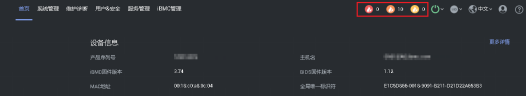 首页 系统管理 维护诊断 用户&安全 服务管理 iBMC管理 0 10 0 中文
设备信息 更多详情
产品序列号 主机名
iBMC固件版本 2.74 BIOS固件版本 1.12
MAC地址 全局唯一标识符